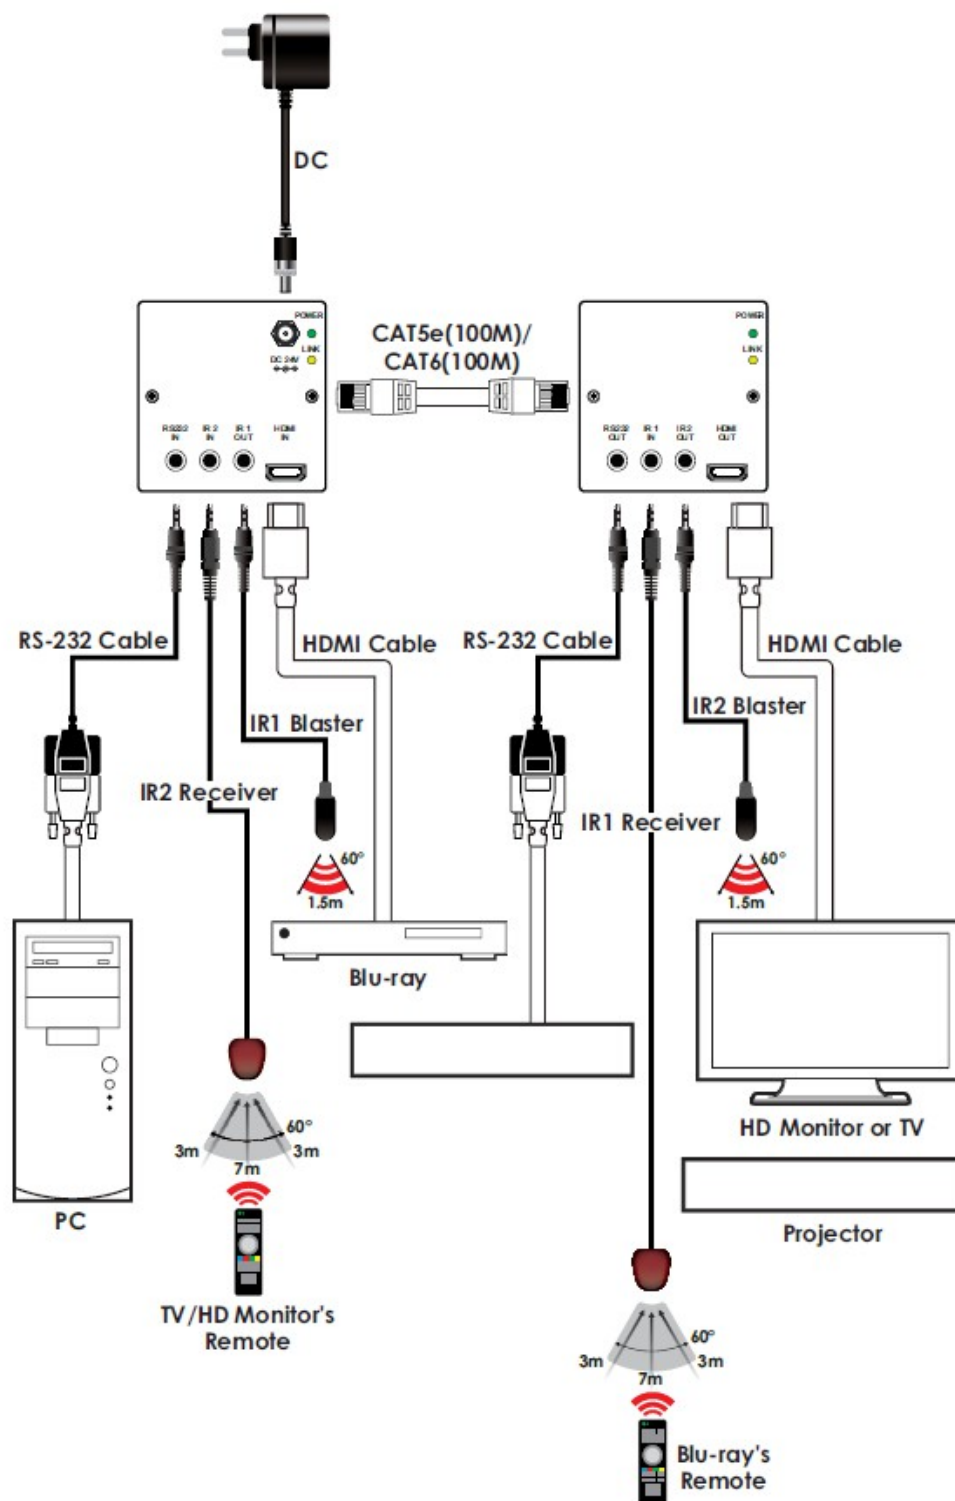 DC
POWER
LINK
DC 24V
RS232 IN
IR 2 IN
IR 1 OUT
HDMI IN
CAT5e(100M)/
CAT6(100M)
POWER
LINK
RS232 OUT
IR 1 IN
IR 2 OUT
HDMI OUT
RS-232 Cable
HDMI Cable
RS-232 Cable
HDMI Cable
IR1 Blaster
IR2 Blaster
IR2 Receiver
IR1 Receiver
60°
1.5m
60°
1.5m
Blu-ray
60°
3m
3m
7m
HD Monitor or TV
PC
Projector
TV/HD Monitor's
Remote
60°
3m
3m
7m
Blu-ray's
Remote